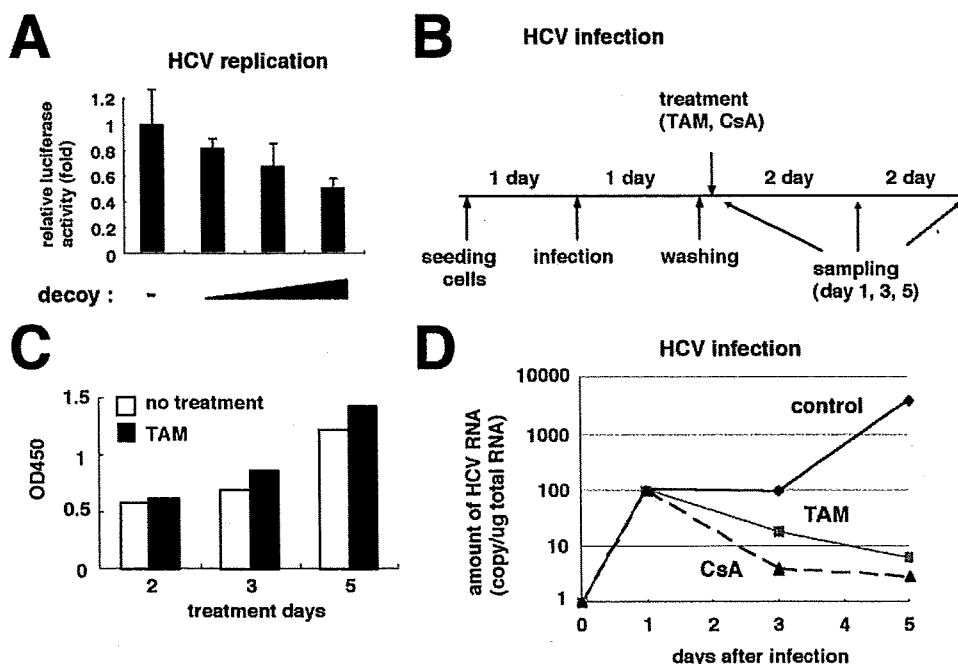 A
HCV replication
relative luciferase
activity (fold)
1.2
1
0.8
0.6
0.4
0.2
0
decoy :
-
B
HCV infection
treatment
(TAM, CsA)
1 day
1 day
2 day
2 day
seeding
cells
infection
washing
sampling
(day 1, 3, 5)
C
OD450
1.5
1
0.5
0
no treatment
TAM
2
3
5
treatment days
D
HCV infection
amount of HCV RNA
(copy/ug total RNA)
10000
1000
100
10
1
control
TAM
CsA
0
1
2
3
4
5
days after infection